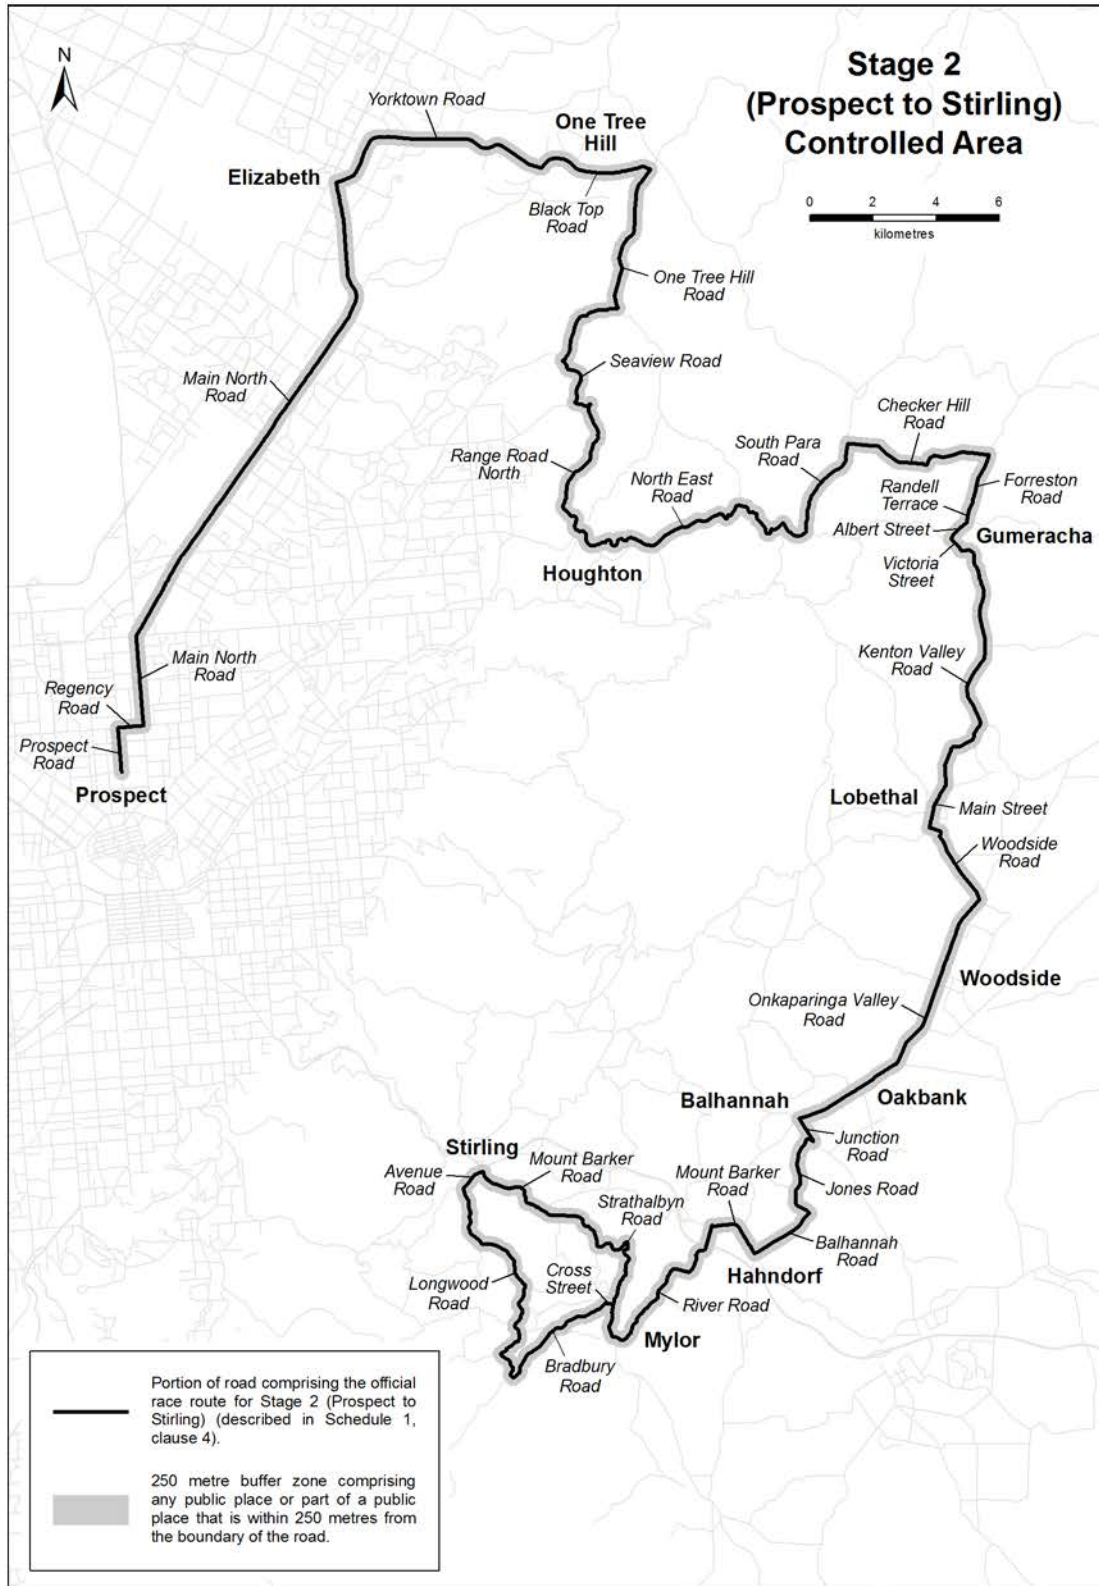 N
Stage 2
(Prospect to Stirling)
Controlled Area
0 2 4 6
kilometres
Yorktown Road
One Tree
Hill
Elizabeth
Black Top
Road
One Tree Hill
Road
Seaview Road
Main North
Road
Checker Hill
Road
South Para
Road
Range Road
North
North East
Road
Randell
Terrace
Forreston
Road
Albert Street
Gumeracha
Victoria
Street
Houghton
Main North
Road
Kenton Valley
Road
Regency
Road
Prospect
Road
Prospect
Lobethal
Main Street
Woodside
Road
Woodside
Onkaparinga Valley
Road
Oakbank
Balhannah
Junction
Road
Stirling
Avenue
Road
Mount Barker
Road
Mount Barker
Road
Jones Road
Strathalbyn
Road
Balhannah
Road
Cross
Street
Longwood
Road
Hahndorf
River Road
Mylor
Bradbury
Road
Portion of road comprising the official
race route for Stage 2 (Prospect to
Stirling) (described in Schedule 1,
clause 4).
250 metre buffer zone comprising
any public place or part of a public
place that is within 250 metres from
the boundary of the road.